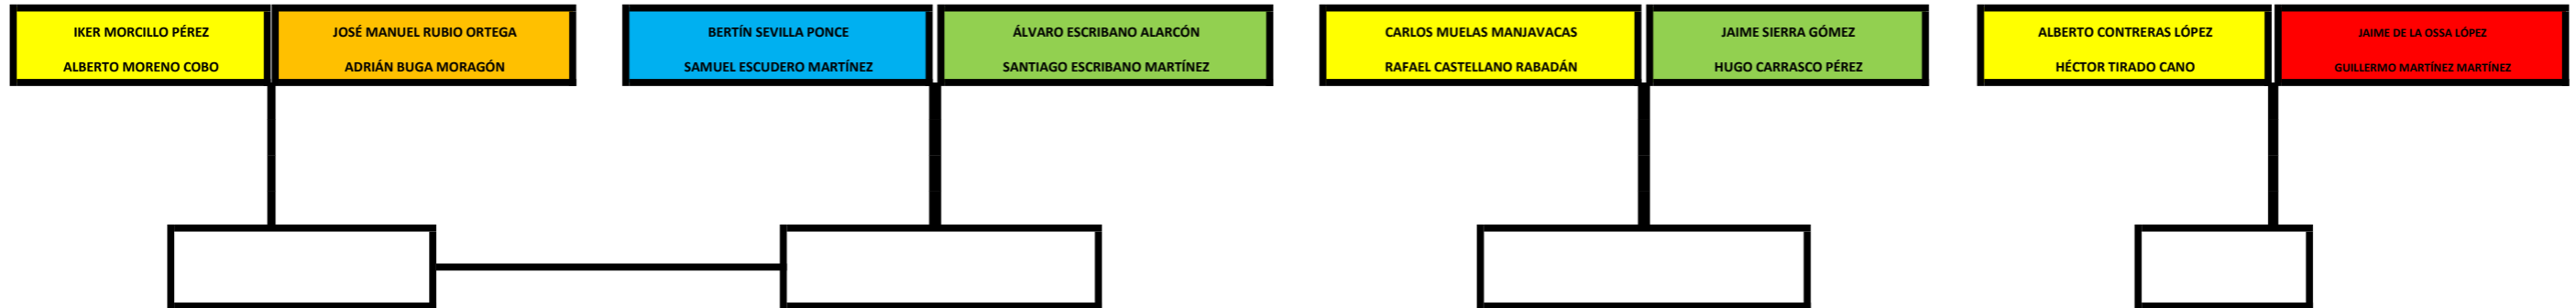 IKER MORCILLO PÉREZ
ALBERTO MORENO COBO
JOSÉ MANUEL RUBIO ORTEGA
ADRIÁN BUGA MORAGÓN
BERTÍN SEVILLA PONCE
SAMUEL ESCUDERO MARTÍNEZ
ÁLVARO ESCRIBANO ALARCÓN
SANTIAGO ESCRIBANO MARTÍNEZ
CARLOS MUELAS MANJAVACAS
RAFAEL CASTELLANO RABADÁN
JAIME SIERRA GÓMEZ
HUGO CARRASCO PÉREZ
ALBERTO CONTRERAS LÓPEZ
HÉCTOR TIRADO CANO
JAIME DE LA OSSA LÓPEZ
GUILLERMO MARTÍNEZ MARTÍNEZ